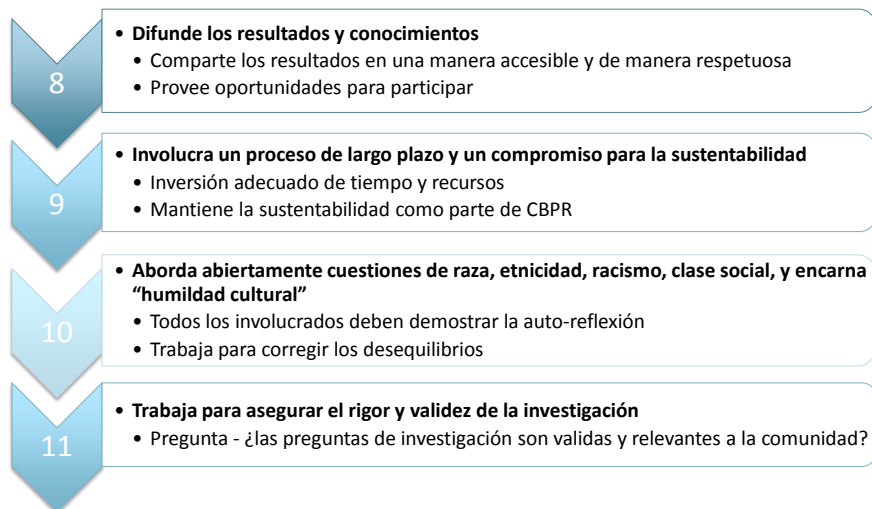 8
• Difunde los resultados y conocimientos
• Comparte los resultados en una manera accesible y de manera respetuosa
• Provee oportunidades para participar
9
• Involucra un proceso de largo plazo y un compromiso para la sustentabilidad
• Inversión adecuado de tiempo y recursos
• Mantiene la sustentabilidad como parte de CBPR
10
• Aborda abiertamente cuestiones de raza, etnicidad, racismo, clase social, y encarna
“humildad cultural”
• Todos los involucrados deben demostrar la auto-reflexión
• Trabaja para corregir los desequilibrios
11
• Trabaja para asegurar el rigor y validez de la investigación
• Pregunta - ¿las preguntas de investigación son validas y relevantes a la comunidad?